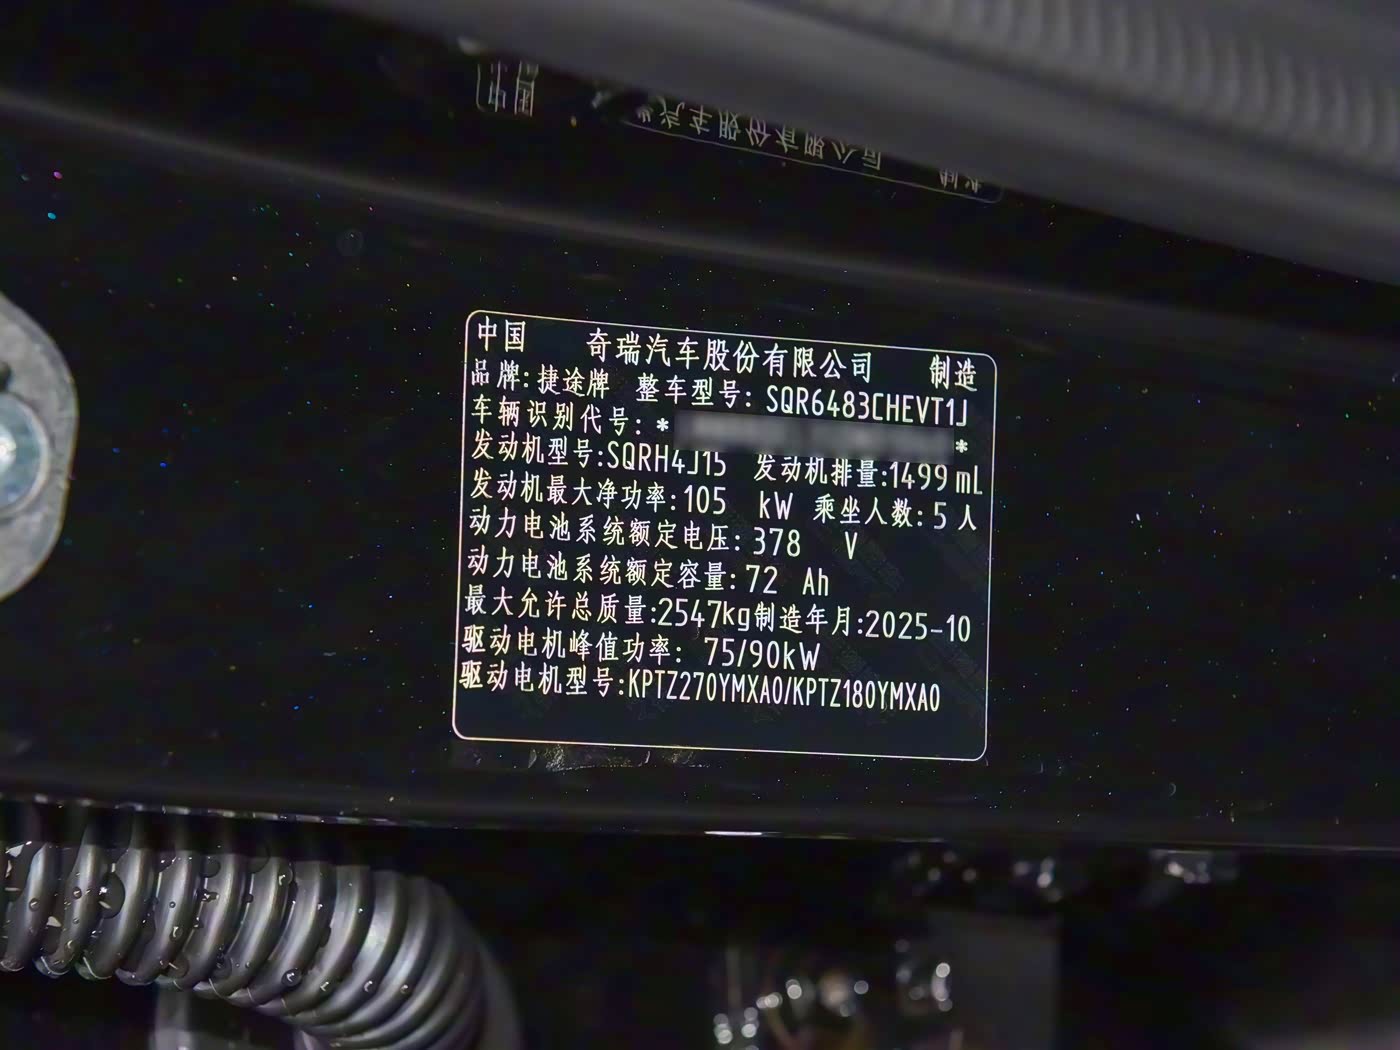 中国 奇瑞汽车股份有限公司 制造
品牌:捷途牌 整车型号:SQR6483CHEVT1J
车辆识别代号:* *
发动机型号:SQRH4J15 发动机排量:1499mL
发动机最大净功率:105 kW 乘坐人数:5人
动力电池系统额定电压:378 V
动力电池系统额定容量:72 Ah
最大允许总质量:2547kg制造年月:2025-10
驱动电机峰值功率: 75/90kW
驱动电机型号:KPTZ270YMXA0/KPTZ180YMXA0